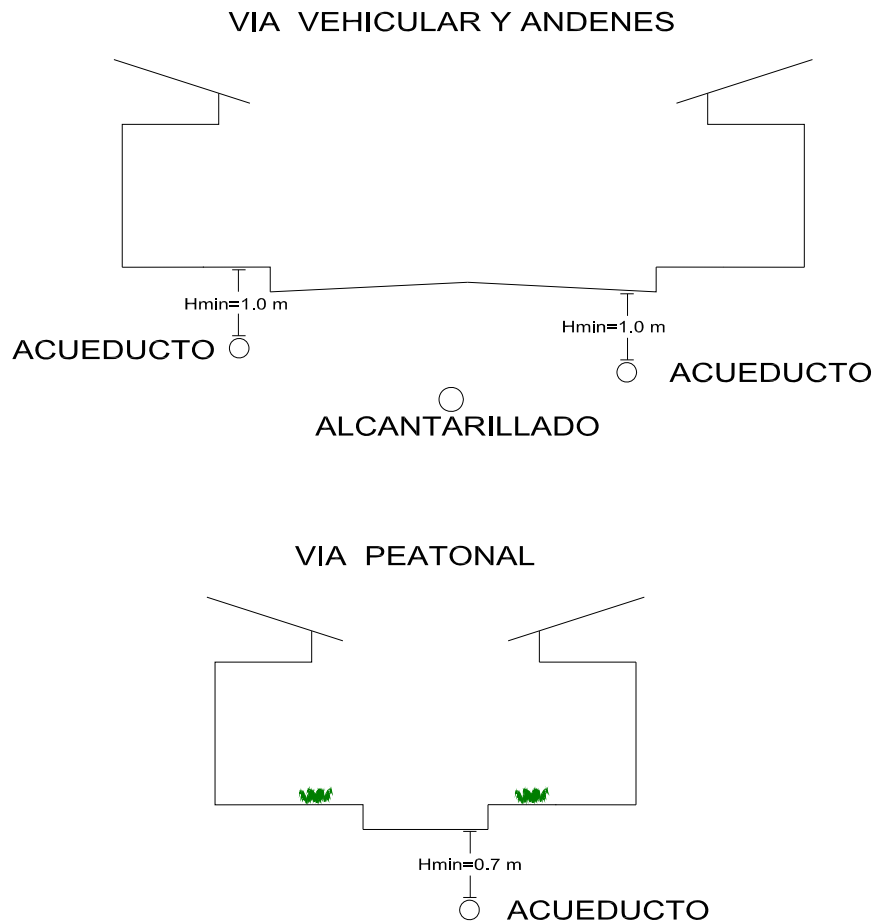 VIA VEHICULAR Y ANDENES
Hmin=1.0 m
Hmin=1.0 m
ACUEDUCTO
ACUEDUCTO
ALCANTARILLADO
VIA PEATONAL
Hmin=0.7 m
ACUEDUCTO